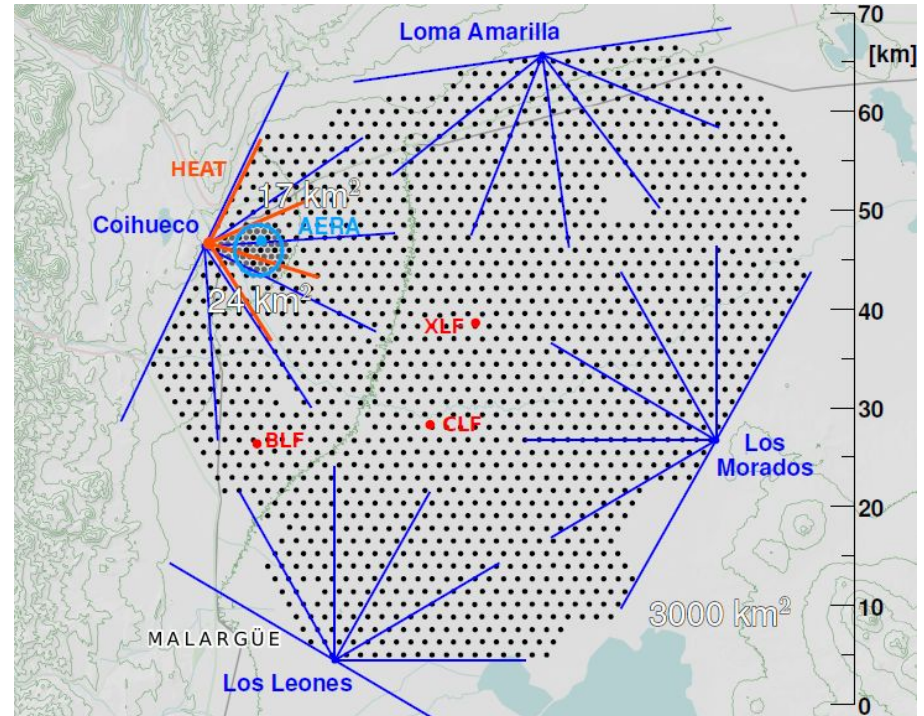 Loma Amarilla
70
[km]
60
HEAT
17 km²
50
Coihueco
AERA
24 km²
40
XLF
30
CLF
BLF
Los
Morados
20
10
3000 km²
MALARGÜE
Los Leones
0